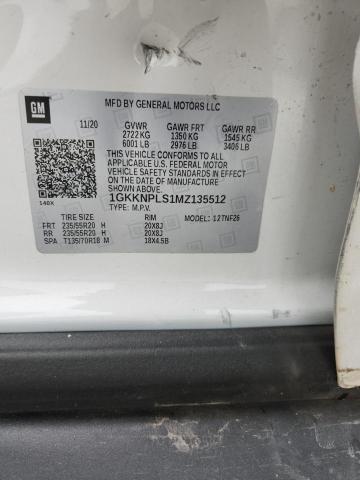 GM
MFD BY GENERAL MOTORS LLC
11/20 GVWR GAWR FRT GAWR RR
2722 KG 1350 KG 1545 KG
6001 LB 2976 LB 3406 LB
THIS VEHICLE CONFORMS TO ALL
APPLICABLE U.S. FEDERAL MOTOR
VEHICLE SAFETY STANDARDS IN EFFECT
ON THE DATE OF MANUFACTURE
SHOWN ABOVE.
140X 1GKKNPLS1MZ135512
TYPE: M.P.V.
TIRE SIZE RIM 12TNF26
FRT 235/55R20 H 20X8J
RR 235/55R20 H 20X8J
SPA T135/70R18 M 18X4.5B